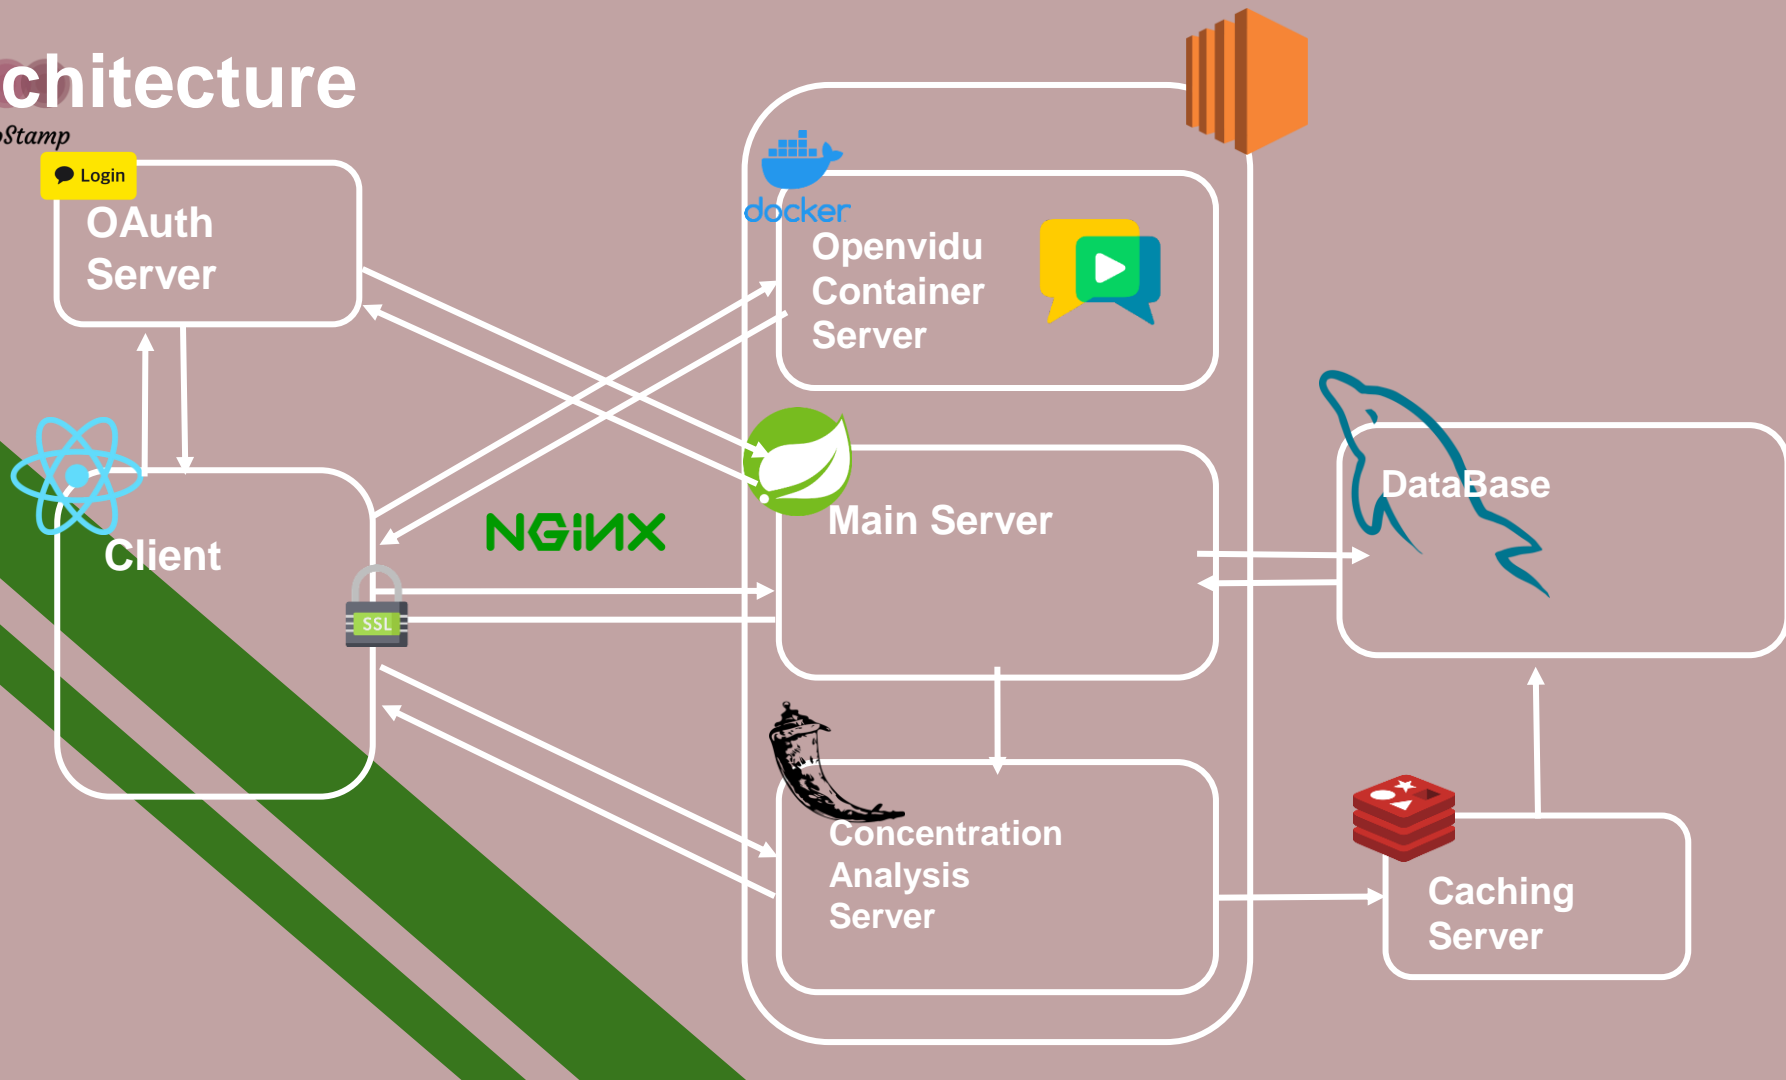 chitecture
oStamp
Login
OAuth
Server
docker
Openvidu
Container
Server
Client
NGiNX
SSL
Main Server
DataBase
Concentration
Analysis
Server
Caching
Server